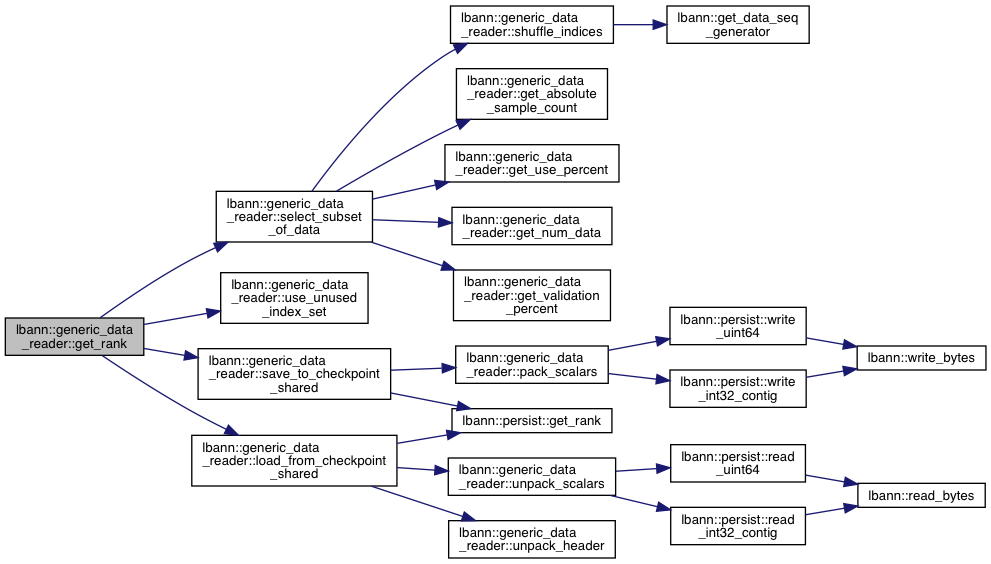 lbann::generic_data
_reader::shuffle_indices
lbann::get_data_seq
_generator
lbann::generic_data
_reader::get_absolute
_sample_count
lbann::generic_data
_reader::get_use_percent
lbann::generic_data
_reader::select_subset
_of_data
lbann::generic_data
_reader::get_num_data
lbann::generic_data
_reader::use_unused
_index_set
lbann::generic_data
_reader::get_validation
_percent
lbann::generic_data
_reader::get_rank
lbann::persist::write
_uint64
lbann::write_bytes
lbann::generic_data
_reader::save_to_checkpoint
_shared
lbann::generic_data
_reader::pack_scalars
lbann::persist::write
_int32_contig
lbann::persist::get_rank
lbann::generic_data
_reader::load_from_checkpoint
_shared
lbann::generic_data
_reader::unpack_scalars
lbann::persist::read
_uint64
lbann::read_bytes
lbann::persist::read
_int32_contig
lbann::generic_data
_reader::unpack_header